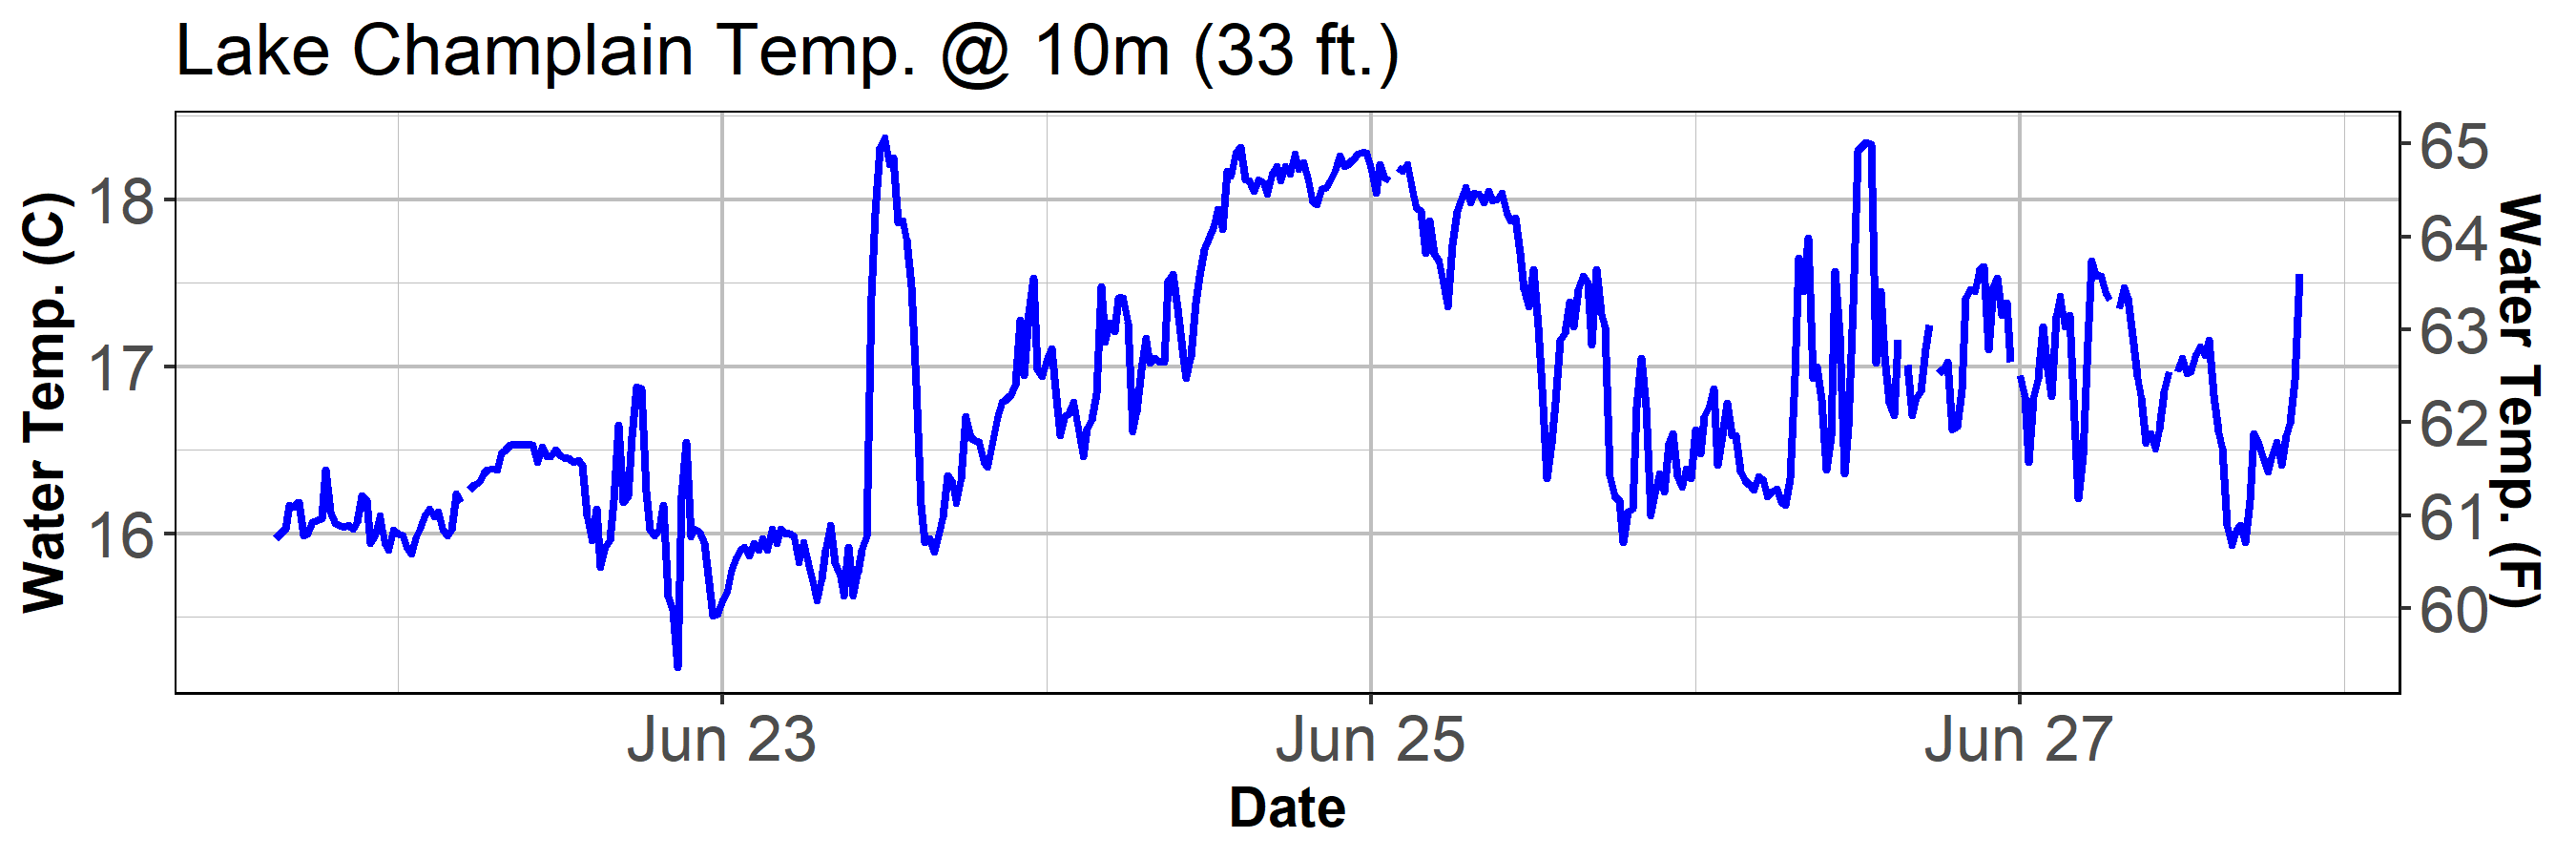 Lake Champlain Temp. @ 10m (33 ft.)
Water Temp. (C)
18
17
16
65
64
63
62
61
60
Water Temp. (F)
Jun 23
Jun 25
Jun 27
Date